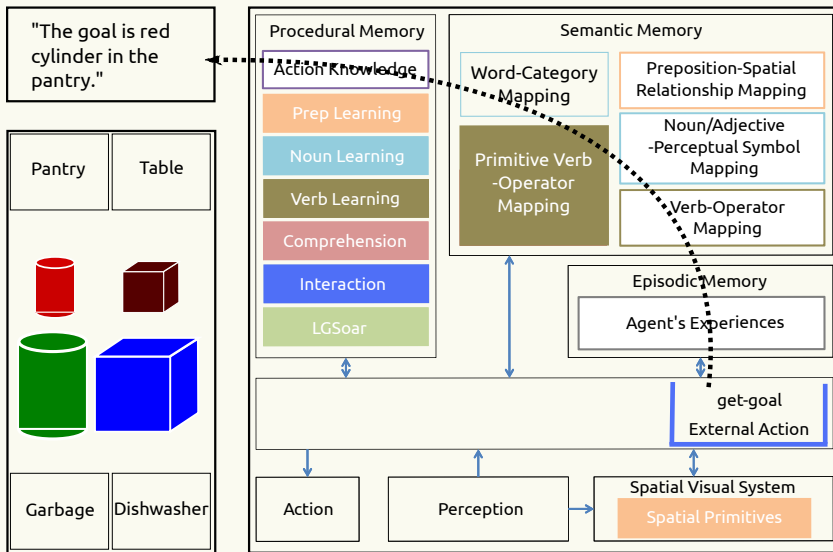 "The goal is red
cylinder in the
pantry."
Pantry
Table
Garbage
Dishwasher
Procedural Memory
Action Knowledge
Prep Learning
Noun Learning
Verb Learning
Comprehension
Interaction
LGSoar
Semantic Memory
Word-Category
Mapping
Primitive Verb
-Operator
Mapping
Preposition-Spatial
Relationship Mapping
Noun/Adjective
-Perceptual Symbol
Mapping
Verb-Operator
Mapping
Episodic Memory
Agent's Experiences
get-goal
External Action
Action
Perception
Spatial Visual System
Spatial Primitives